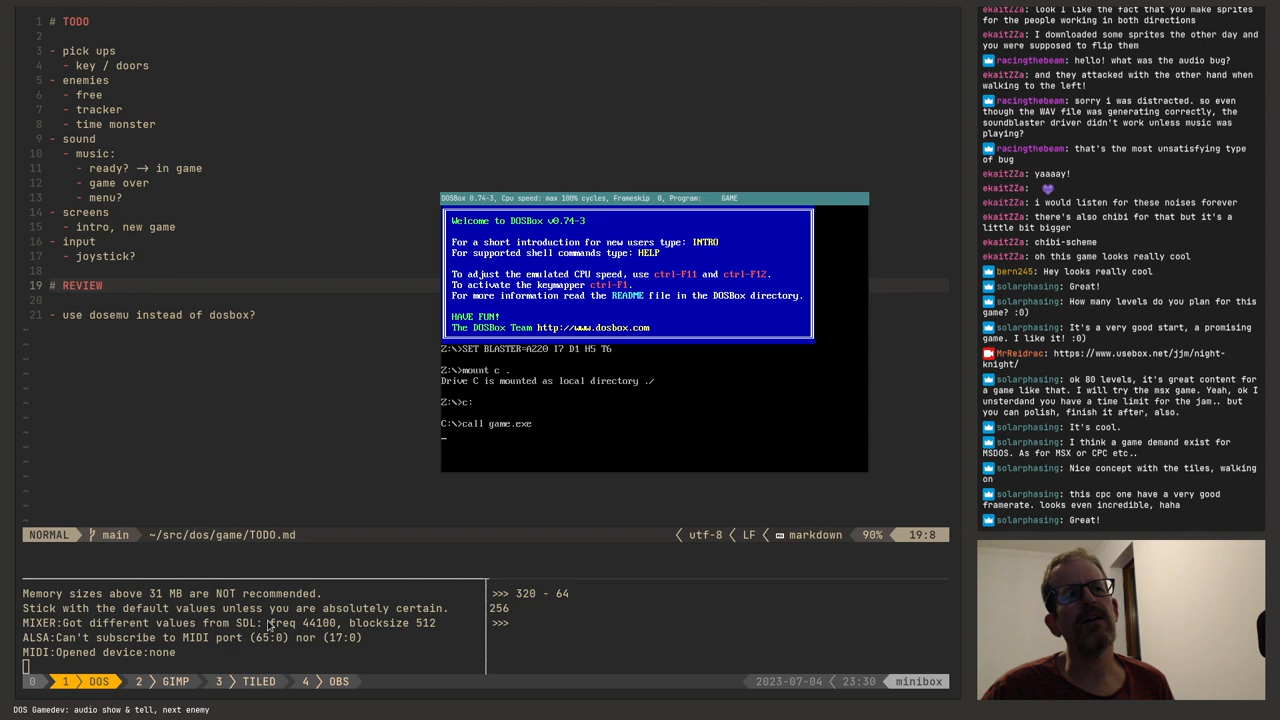 1 # TODO
2
3 - pick ups
4   - key / doors
5 - enemies
6   - free
7   - tracker
8   - time monster
9 - sound
10   - music:
11     - ready? -> in game
12     - game over
13     - menu?
14 - screens
15   - intro, new game
16 - input
17   - joystick?
18
19 # REVIEW
20
21 - use dosemu instead of dosbox?
~
~
~
~
~
~
~
~
~
~
~
~
~
~
NORMAL main ~/src/dos/game/TODO.md utf-8 LF markdown 90% 19:8
DOSBox 0.74-3, Cpu speed: max 100% cycles, Frameskip 0, Program: GAME
Welcome to DOSBox v0.74-3
For a short introduction for new users type: INTRO
For supported shell commands type: HELP
To adjust the emulated CPU speed, use ctrl-F11 and ctrl-F12.
To activate the keymapper ctrl-F1.
For more information read the README file in the DOSBox directory.
HAVE FUN!
The DOSBox Team http://www.dosbox.com
Z:\>SET BLASTER=A220 I7 D1 H5 T6
Z:\>mount c .
Drive C is mounted as local directory ./
Z:\>c:
C:\>call game.exe
Memory sizes above 31 MB are NOT recommended.
Stick with the default values unless you are absolutely certain.
MIXER:Got different values from SDL: freq 44100, blocksize 512
ALSA:Can't subscribe to MIDI port (65:0) nor (17:0)
MIDI:Opened device:none
>>> 320 - 64
256
>>>
0 1 DOS 2 GIMP 3 TILED 4 OBS 2023-07-04 23:30 minibox
DOS Gamedev: audio show & tell, next enemy
ekaitZZa: look I like the fact that you make sprites
for the people working in both directions
ekaitZZa: I downloaded some sprites the other day and
you were supposed to flip them
racingthebeam: hello! what was the audio bug?
ekaitZZa: and they attacked with the other hand when
walking to the left!
racingthebeam: sorry i was distracted. so even
though the WAV file was generating correctly, the
soundblaster driver didn't work unless music was
playing?
racingthebeam: that's the most unsatisfying type
of bug
ekaitZZa: yaaaay!
ekaitZZa: 💜
ekaitZZa: i would listen for these noises forever
ekaitZZa: there's also chibi for that but it's a
little bit bigger
ekaitZZa: chibi-scheme
ekaitZZa: oh this game looks really cool
bern245: Hey looks really cool
solarphasing: Great!
solarphasing: How many levels do you plan for this
game? :0)
solarphasing: It's a very good start, a promising
game. I like it! :0)
MrReidrac: https://www.usebox.net/jjm/night-
knight/
solarphasing: ok 80 levels, it's great content for
a game like that. I will try the msx game. Yeah, ok I
unsterdand you have a time limit for the jam.. but
you can polish, finish it after, also.
solarphasing: It's cool.
solarphasing: I think a game demand exist for
MSDOS. As for MSX or CPC etc..
solarphasing: Nice concept with the tiles, walking
on
solarphasing: this cpc one have a very good
framerate. looks even incredible, haha
solarphasing: Great!